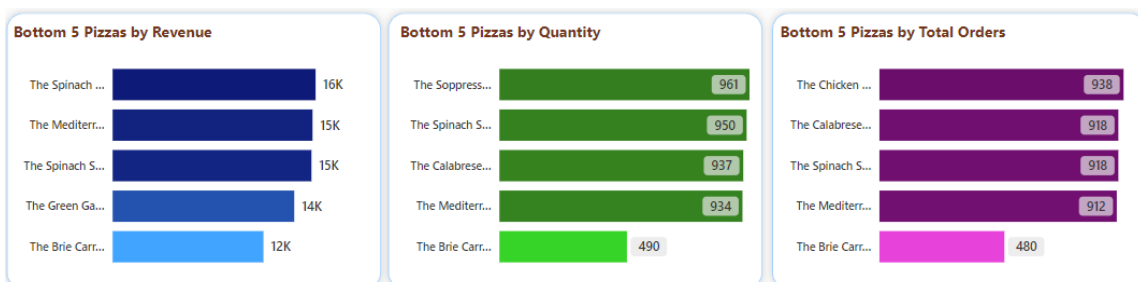 Bottom 5 Pizzas by Revenue
The Spinach ... 16K
The Mediterr... 15K
The Spinach S... 15K
The Green Ga... 14K
The Brie Carr... 12K
Bottom 5 Pizzas by Quantity
The Soppress... 961
The Spinach S... 950
The Calabrese... 937
The Mediterr... 934
The Brie Carr... 490
Bottom 5 Pizzas by Total Orders
The Chicken ... 938
The Calabrese... 918
The Spinach S... 918
The Mediterr... 912
The Brie Carr... 480